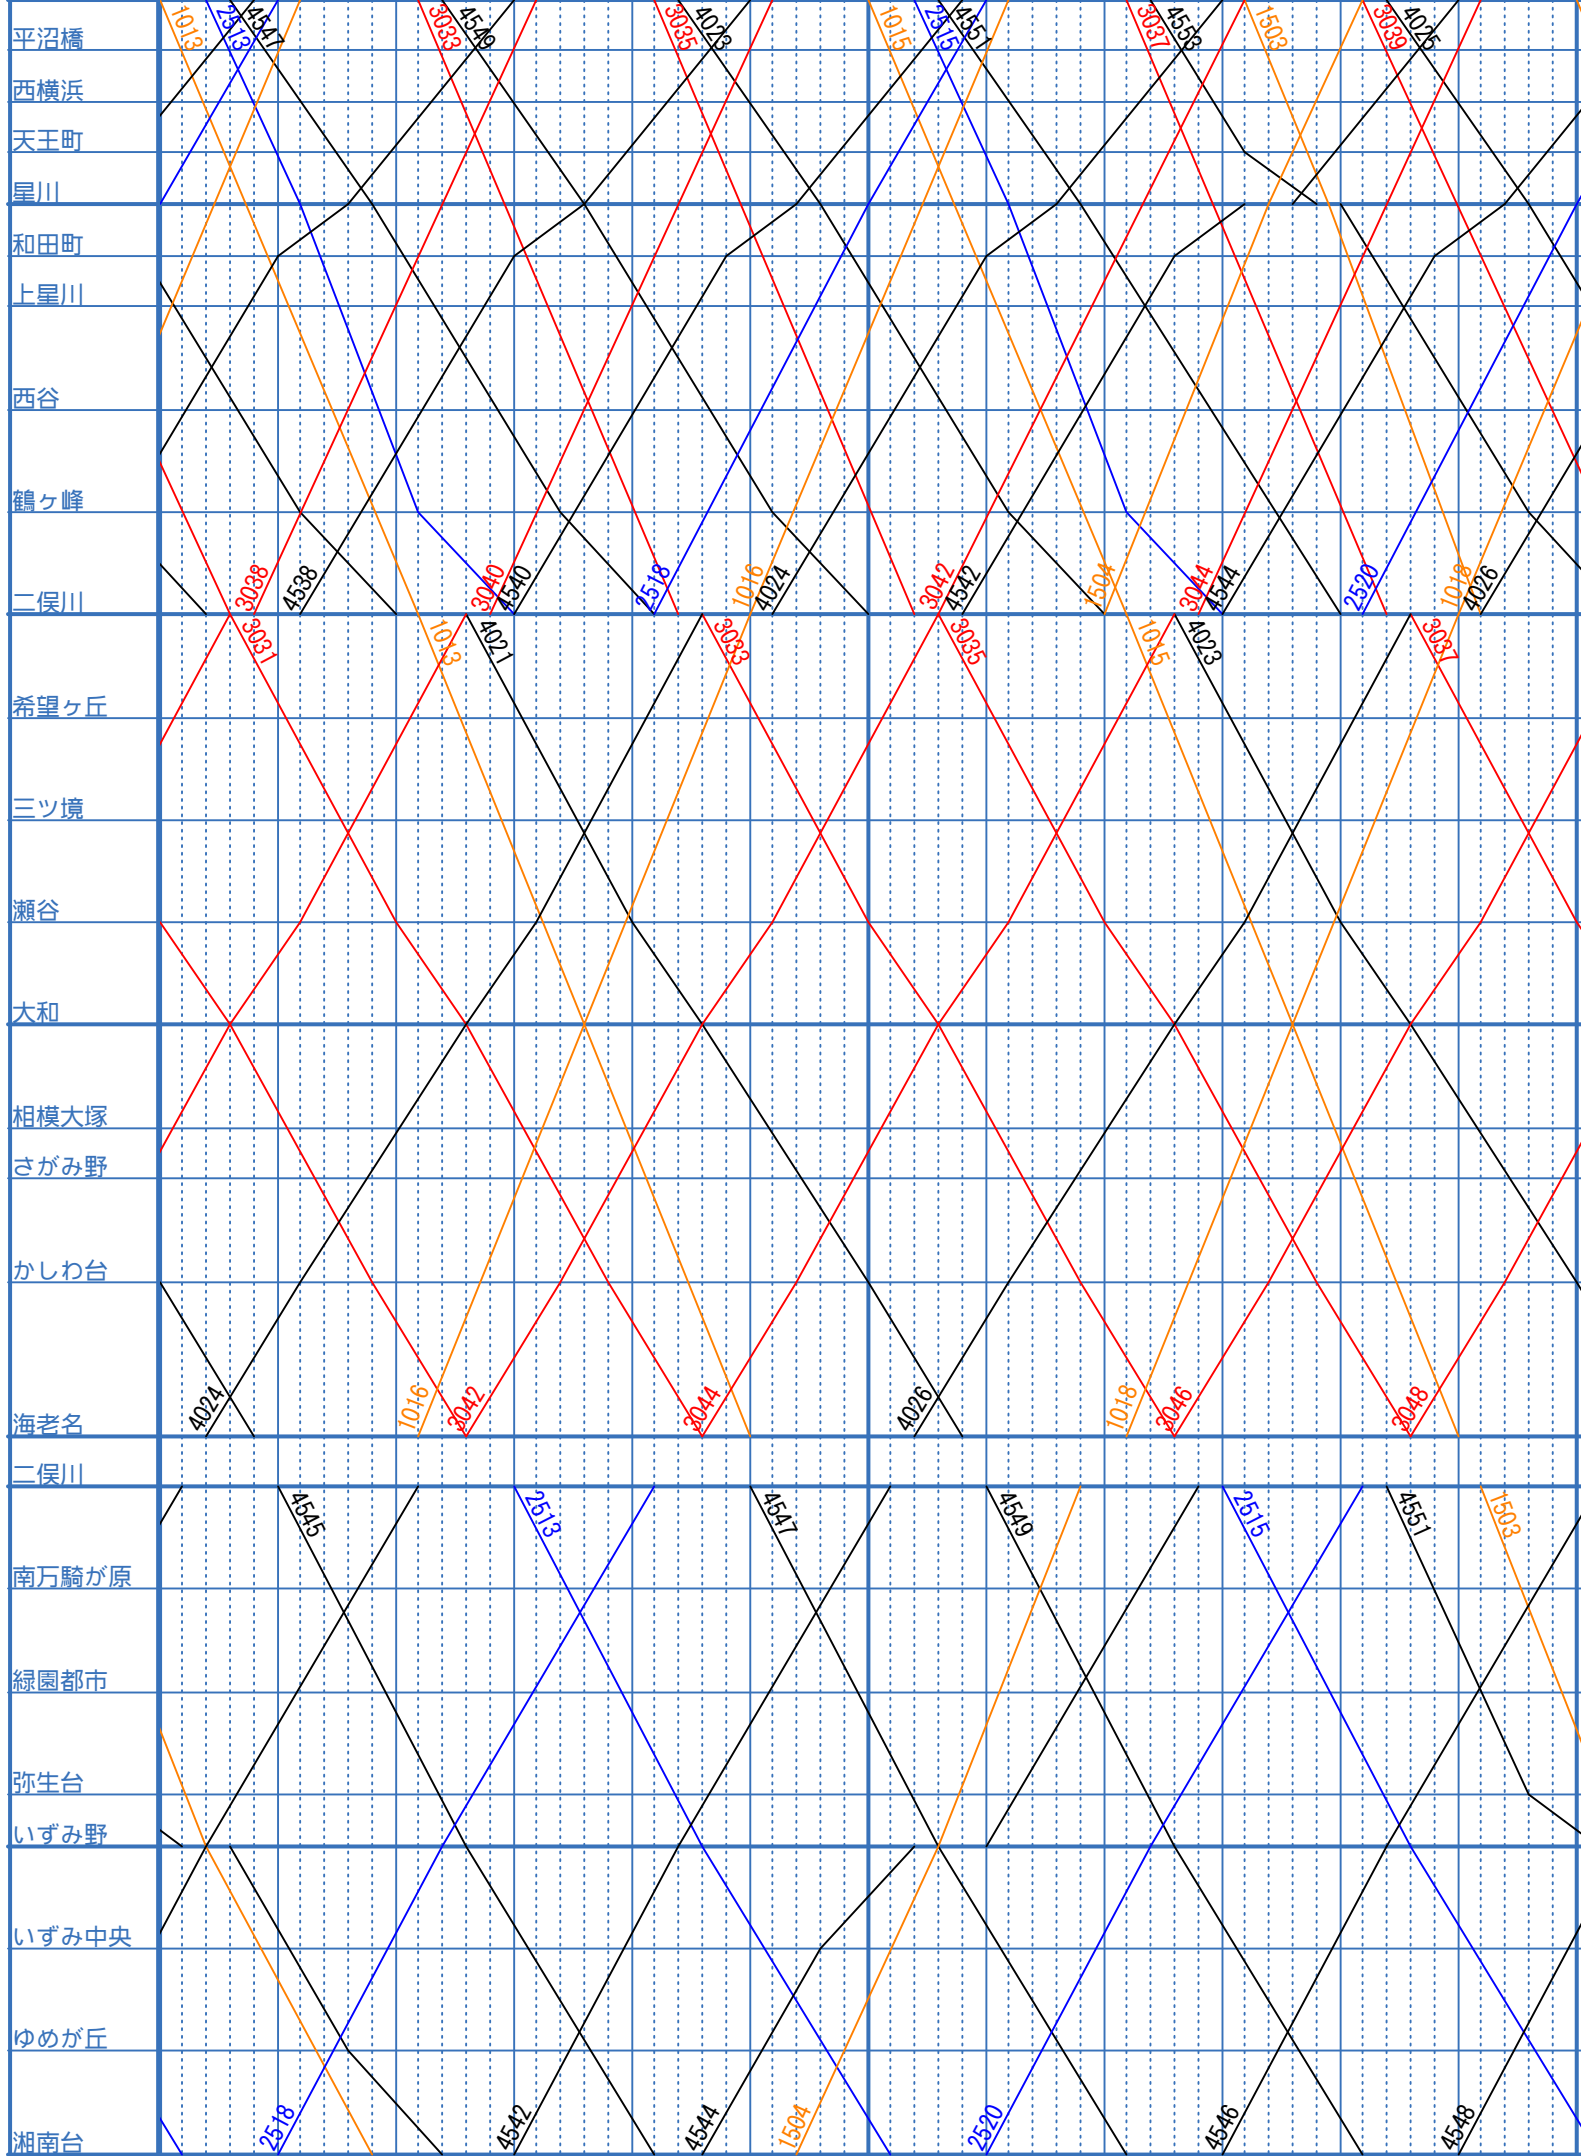 平沼橋
西横浜
天王町
星川
和田町
上星川
西谷
鶴ヶ峰
二俣川
希望ヶ丘
三ツ境
瀬谷
大和
相模大塚
さがみ野
かしわ台
海老名
二俣川
南万騎が原
緑園都市
弥生台
いずみ野
いずみ中央
ゆめが丘
湘南台
1013 2513 4547 3033 4549 3035 4023 1015 2515 4551 3037 4553 1503 3039 4025
3038 4538 3040 4540 2518 1016 4024 3042 4542 1504 3044 4544 2520 1018 4026
3031 1013 4021 3033 3035 1015 4023 3037
4024 1016 3042 3044 4026 1018 3046 3048
4545 2513 4547 4549 2515 4551 1503
2518 4542 4544 1504 2520 4546 4548